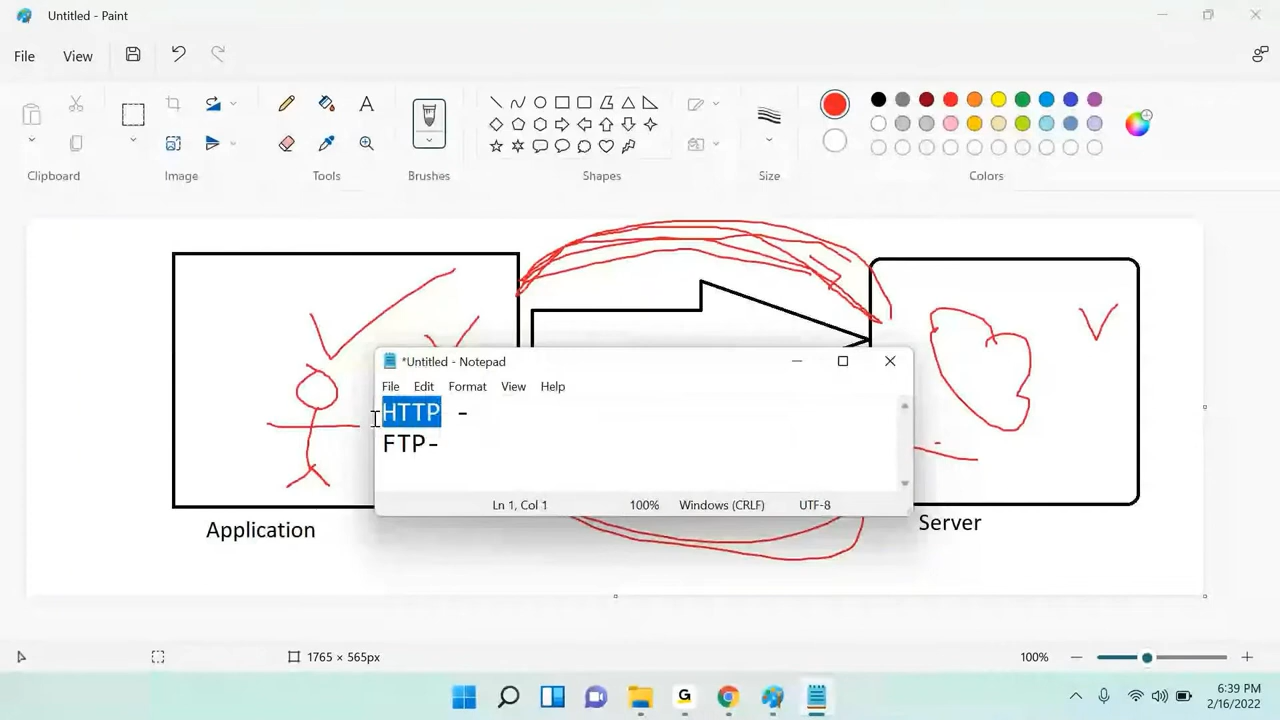 Untitled - Paint
File View
Clipboard Image Tools Brushes Shapes Size Colors
*Untitled - Notepad
File Edit Format View Help
HTTP -
FTP-
Ln 1, Col 1 100% Windows (CRLF) UTF-8
Application
Server
1765 × 565px 100%
G
6:39 PM
2/16/2022